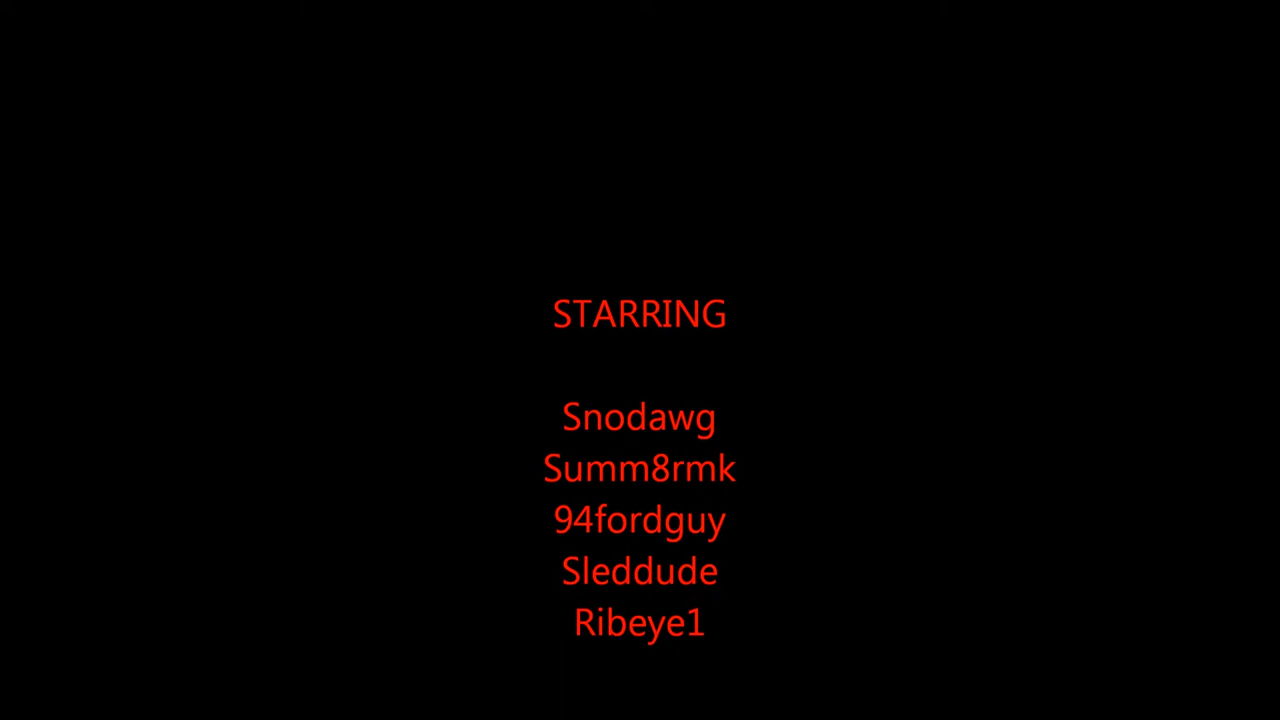 STARRING
Snodawg
Summ8rmk
94fordguy
Sleddude
Ribeye1